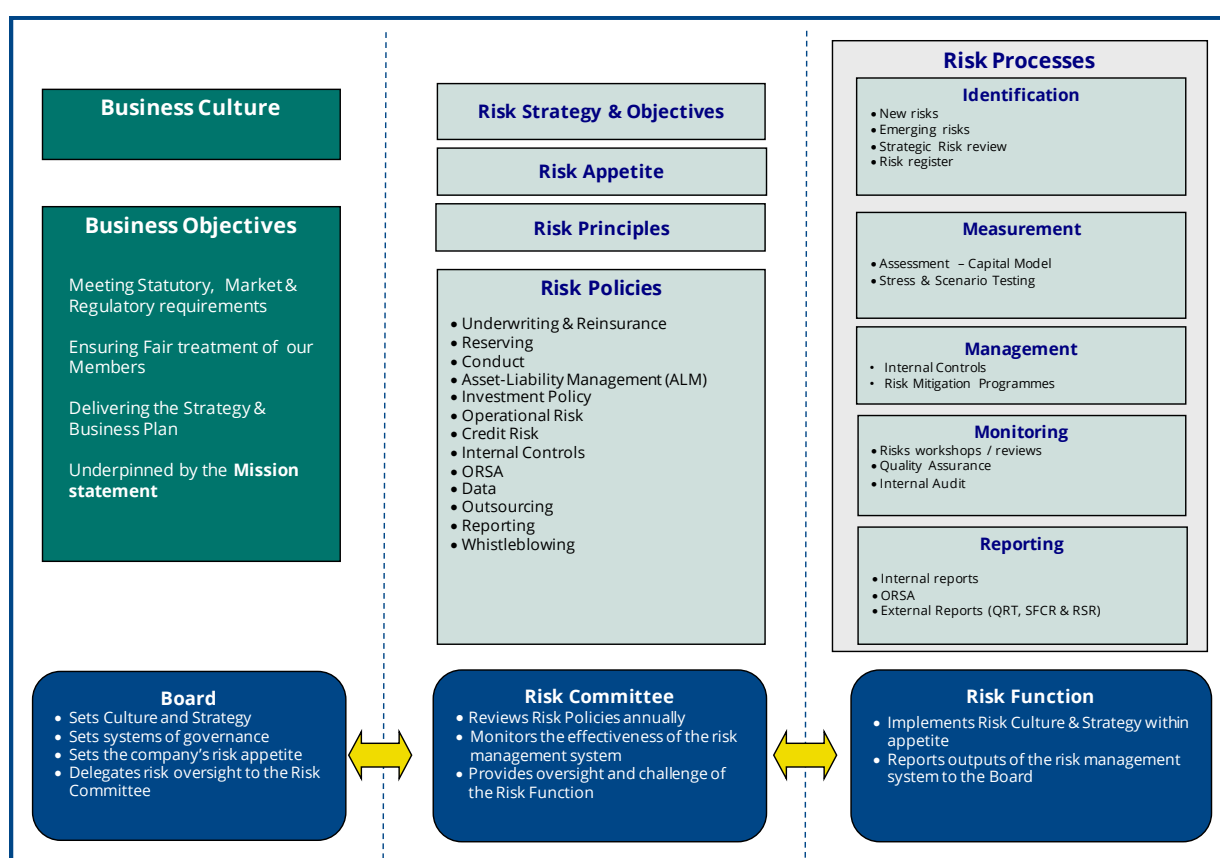 Business Culture
Business Objectives
Meeting Statutory, Market &
Regulatory requirements
Ensuring Fair treatment of our
Members
Delivering the Strategy &
Business Plan
Underpinned by the Mission
statement
Risk Strategy & Objectives
Risk Appetite
Risk Principles
Risk Policies
• Underwriting & Reinsurance
• Reserving
• Conduct
• Asset-Liability Management (ALM)
• Investment Policy
• Operational Risk
• Credit Risk
• Internal Controls
• ORSA
• Data
• Outsourcing
• Reporting
• Whistleblowing
Risk Processes
Identification
• New risks
• Emerging risks
• Strategic Risk review
• Risk register
Measurement
• Assessment – Capital Model
• Stress & Scenario Testing
Management
• Internal Controls
• Risk Mitigation Programmes
Monitoring
• Risks workshops / reviews
• Quality Assurance
• Internal Audit
Reporting
• Internal reports
• ORSA
• External Reports (QRT, SFCR & RSR)
Board
• Sets Culture and Strategy
• Sets systems of governance
• Sets the company's risk appetite
• Delegates risk oversight to the Risk
Committee
Risk Committee
• Reviews Risk Policies annually
• Monitors the effectiveness of the risk
management system
• Provides oversight and challenge of
the Risk Function
Risk Function
• Implements Risk Culture & Strategy within
appetite
• Reports outputs of the risk management
system to the Board